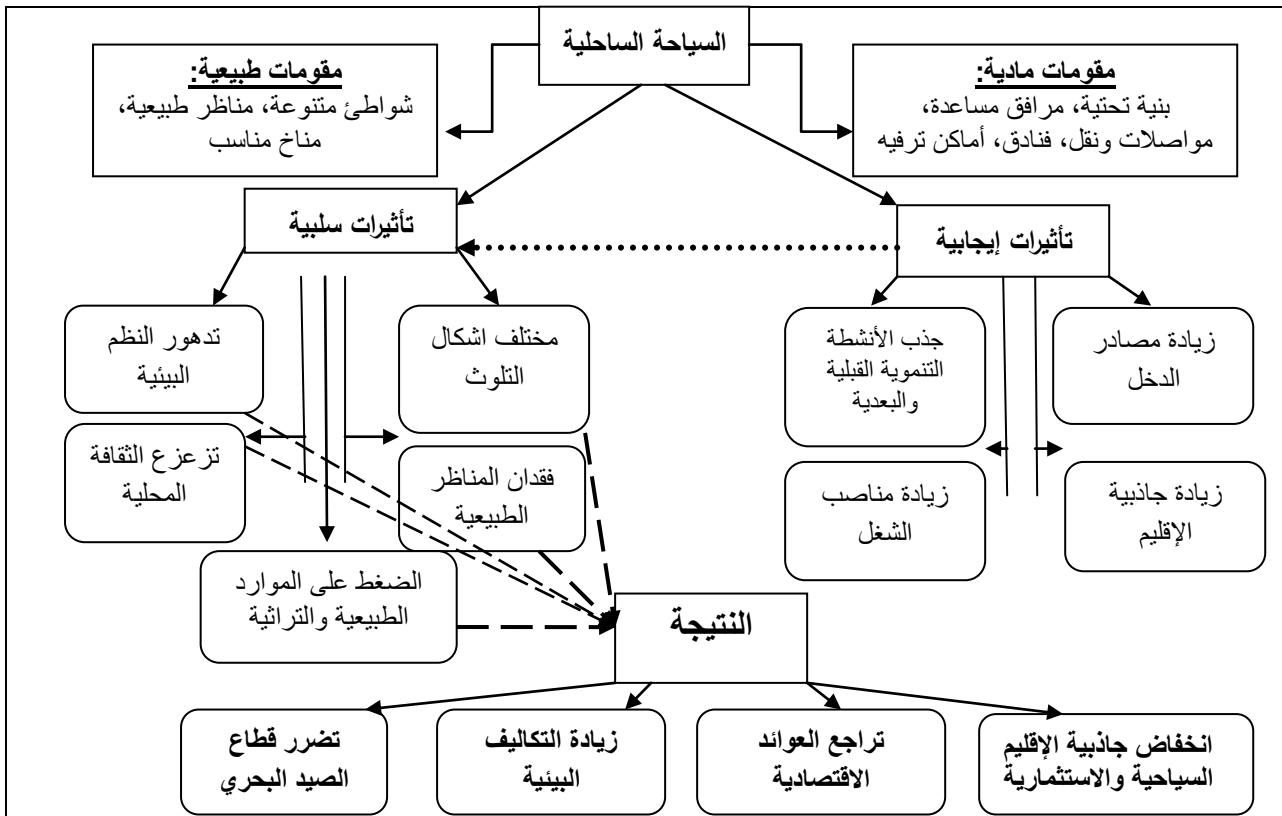 السياحة الساحلية
مقومات مادية:
بنية تحتية، مرافق مساعدة،
مواصلات ونقل، فنادق، أماكن ترفيه
مقومات طبيعية:
شواطئ متنوعة، مناظر طبيعية،
مناخ مناسب
تأثيرات إيجابية
تأثيرات سلبية
زيادة مصادر
الدخل
جذب الأنشطة
التنموية القبلية
والبعدية
زيادة جاذبية
الإقليم
زيادة مناصب
الشغل
مختلف اشكال
التلوث
تدهور النظم
البيئية
فقدان المناظر
الطبيعية
تزعزع الثقافة
المحلية
الضغط على الموارد
الطبيعية والتراثية
النتيجة
انخفاض جاذبية الإقليم
السياحية والاستثمارية
تراجع العوائد
الاقتصادية
زيادة التكاليف
البيئية
تضرر قطاع
الصيد البحري